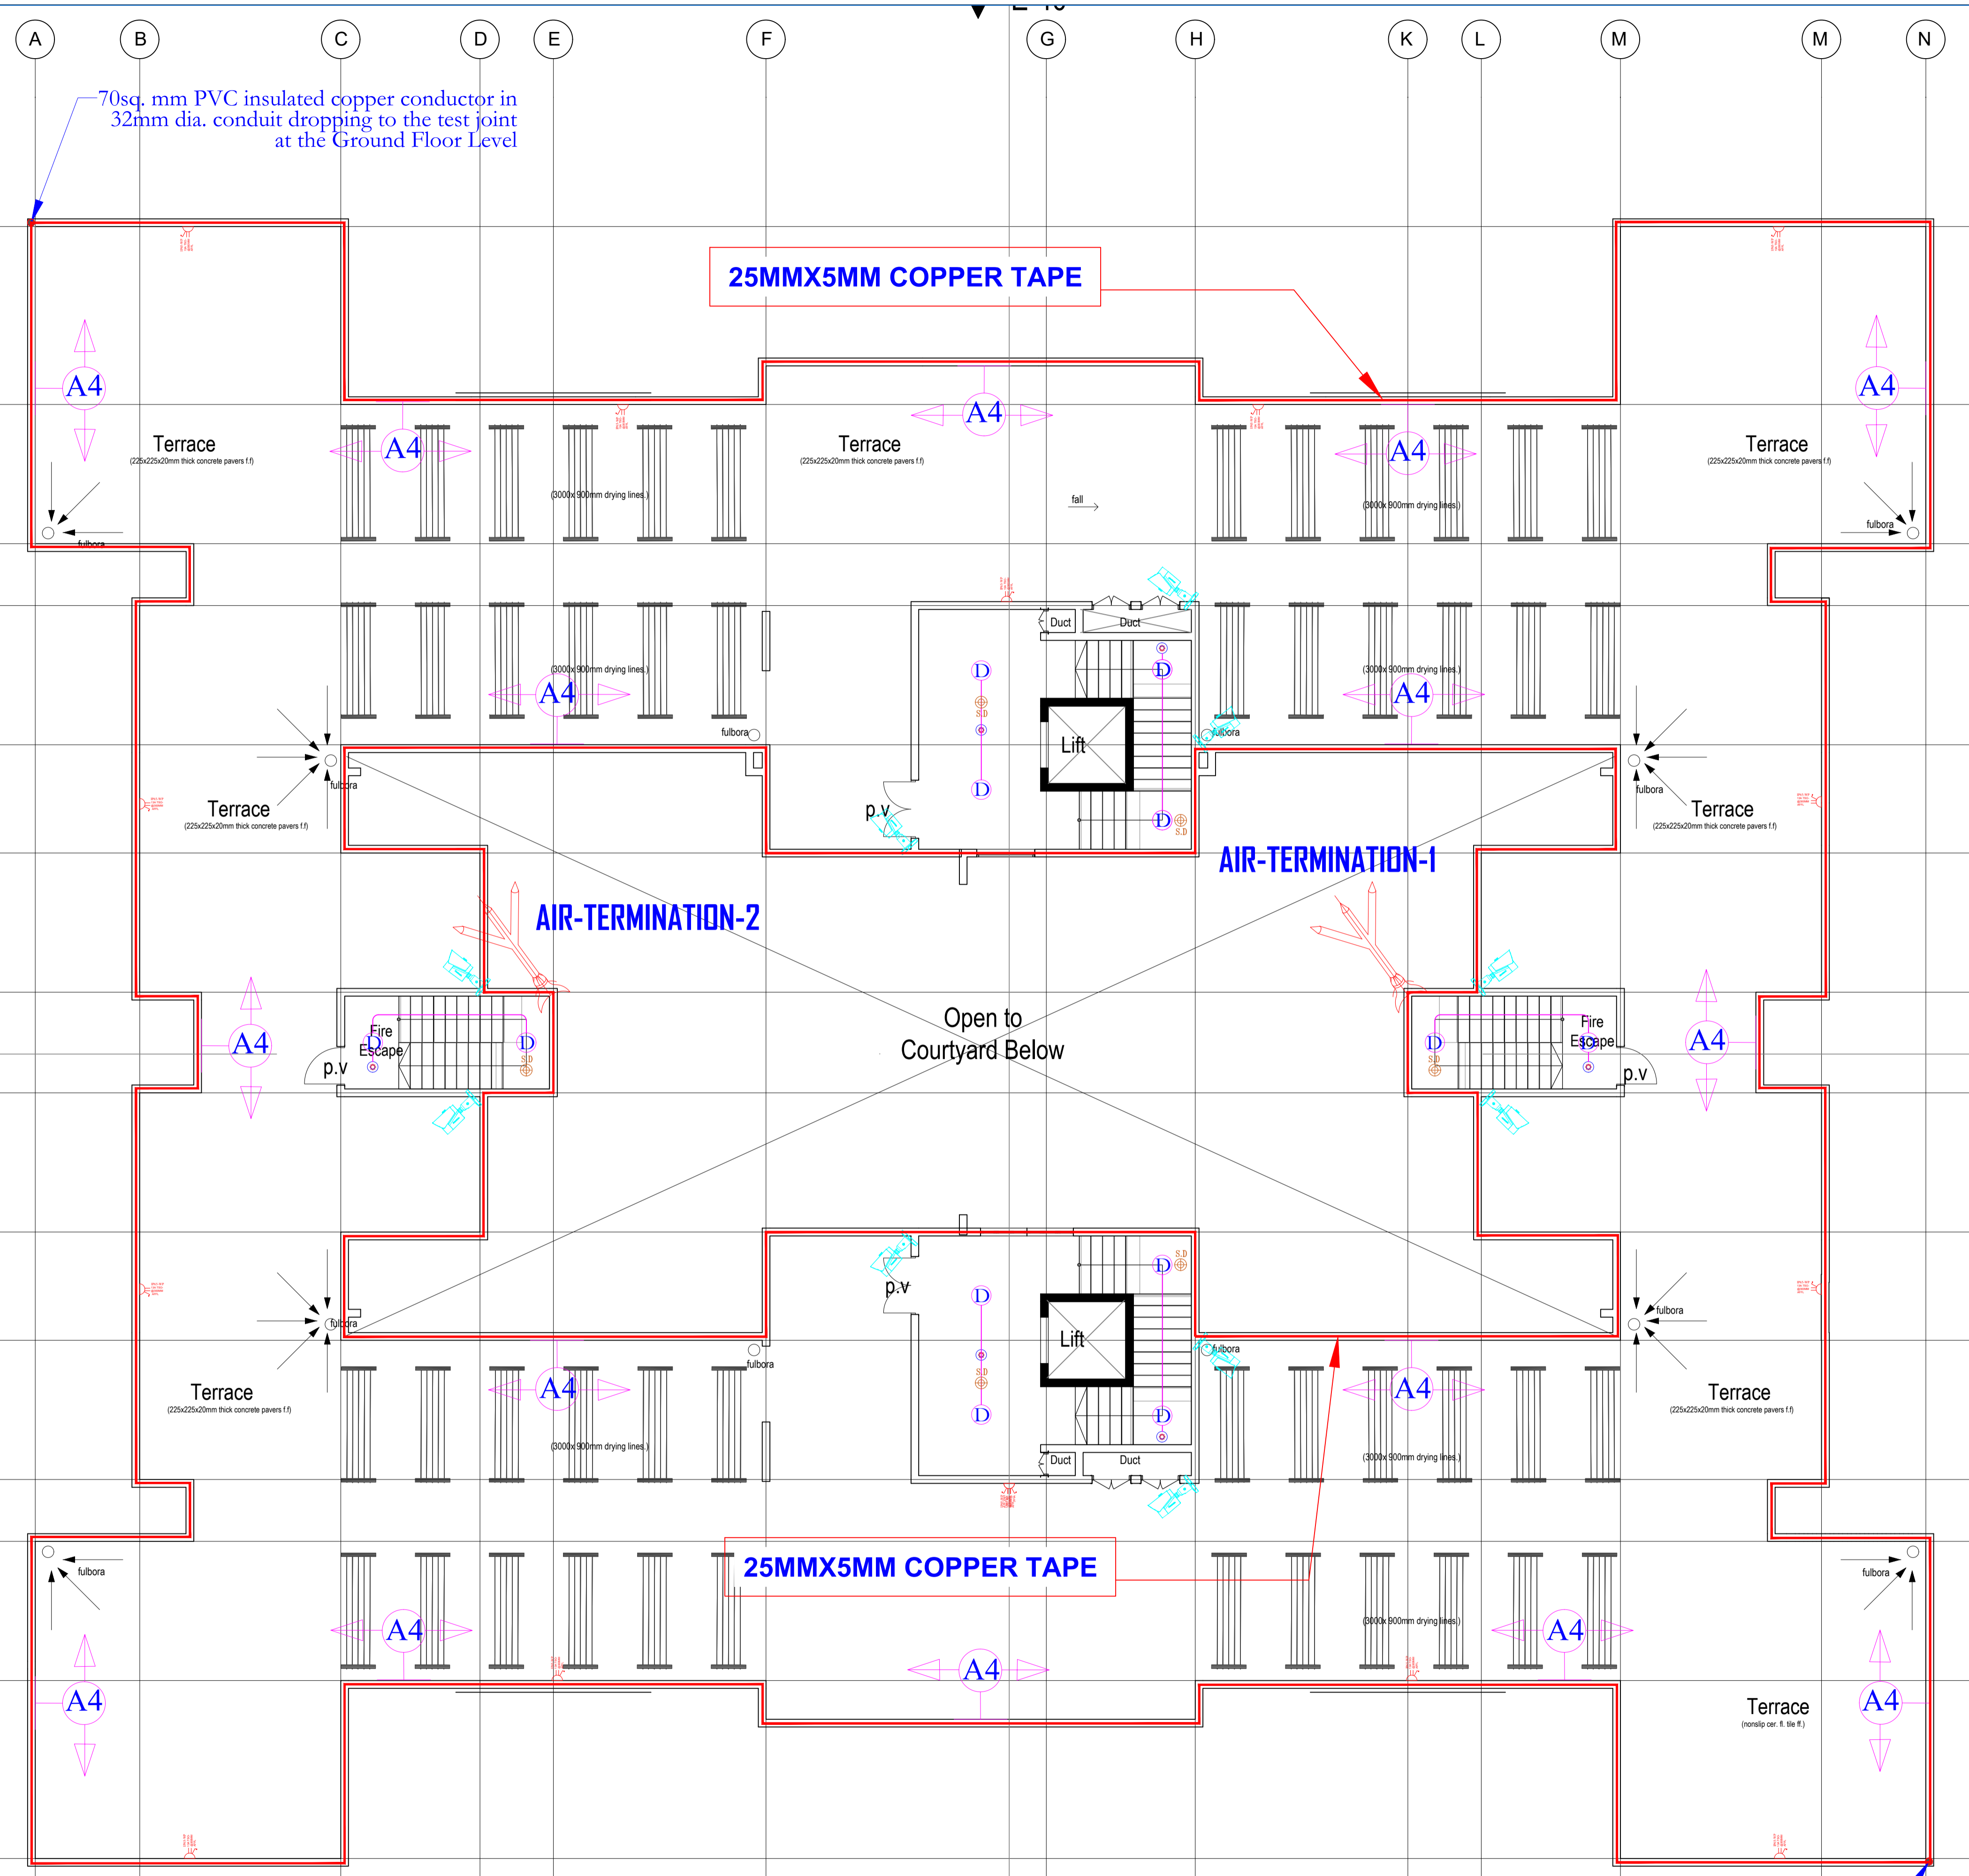 A B C D E F G H K L M M N
70sq. mm PVC insulated copper conductor in
32mm dia. conduit dropping to the test joint
at the Ground Floor Level
25MMX5MM COPPER TAPE
A4
A4
A4
A4
A4
A4
Terrace
(225x225x20mm thick concrete pavers f.f)
Terrace
(225x225x20mm thick concrete pavers f.f)
Terrace
(225x225x20mm thick concrete pavers f.f)
(3000x 900mm drying lines.)
fall
(3000x 900mm drying lines.)
fulbora
fulbora
Duct
Duct
(3000x 900mm drying lines.)
(3000x 900mm drying lines.)
D
D
A4
A4
S.D
fulbora
fulbora
Lift
fulbora
fulbora
D
Terrace
(225x225x20mm thick concrete pavers f.f)
p.v
D
S.D
Terrace
(225x225x20mm thick concrete pavers f.f)
AIR-TERMINATION-1
AIR-TERMINATION-2
Open to
Courtyard Below
Fire
Escape
D
D
S.D
p.v
A4
Fire
Escape
D
D
S.D
p.v
A4
S.D
D
p.v
D
fulbora
fulbora
Lift
fulbora
fulbora
S.D
A4
A4
D
D
Terrace
(225x225x20mm thick concrete pavers f.f)
Terrace
(225x225x20mm thick concrete pavers f.f)
(3000x 900mm drying lines.)
(3000x 900mm drying lines.)
Duct
Duct
25MMX5MM COPPER TAPE
fulbora
fulbora
(3000x 900mm drying lines.)
A4
A4
A4
A4
A4
Terrace
(nonslip cer. fl. tile ff.)